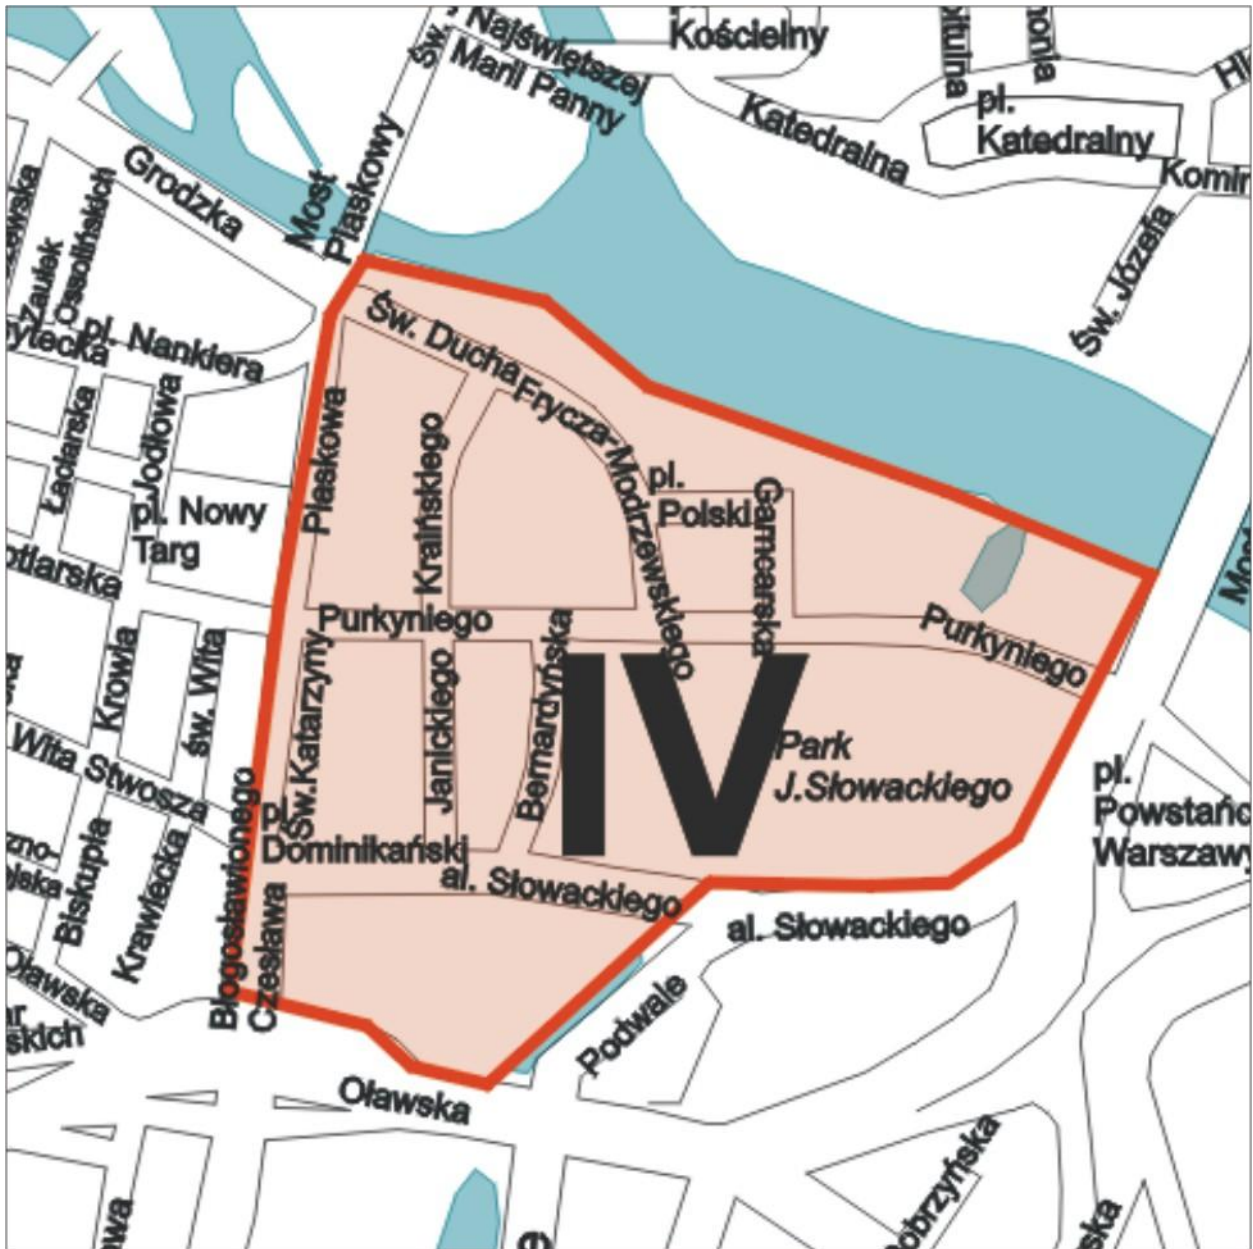 Św.
Najświętszej
Marii Panny
Kościelny
Katedralna
pl.
Katedralny
Św. Józefa
Grodzka
Most
Piaskowy
Zaułek
Ossolińskich
pl. Nankiera
Łaciarska
Jodłowa
pl. Nowy
Targ
Św. Ducha
Frycza-Modrzewskiego
Piaskowa
Kraińskiego
pl.
Polski
Garncarska
Purkyniego
Purkyniego
Krowia
św. Wita
Św.Katarzyny
Janickiego
Bernardyńska
IV
Park
J.Słowackiego
Wita Stwosza
pl.
Dominikański
al. Słowackiego
al. Słowackiego
Biskupia
Krawiecka
Błogosławionego
Czesława
Oławska
Oławska
Podwale
pl.
Warszawy